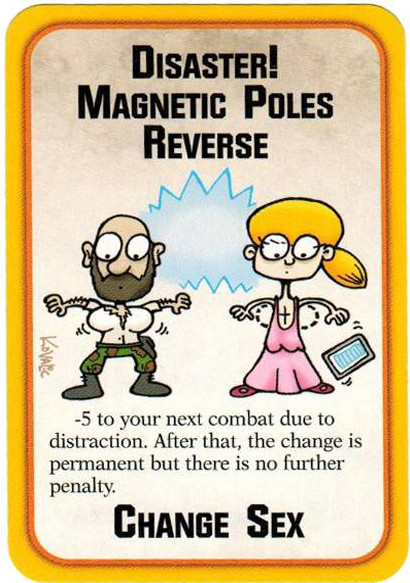 DISASTER!
MAGNETIC POLES
REVERSE
KOVALIC
-5 to your next combat due to
distraction. After that, the change is
permanent but there is no further
penalty.
CHANGE SEX